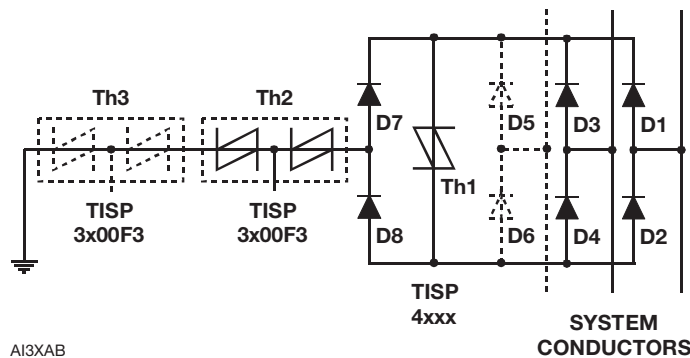 Th3
Th2
D7
D5
D3
D1
Th1
TISP
3x00F3
TISP
3x00F3
D8
D6
D4
D2
TISP
4xxx
SYSTEM
CONDUCTORS
AI3XAB